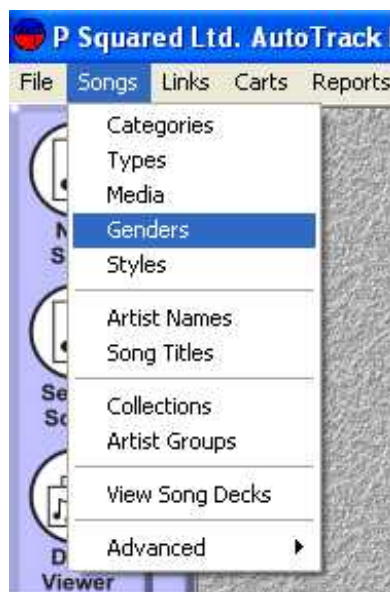 P Squared Ltd. AutoTrack
File Songs Links Carts Reports
Categories
Types
Media
Genders
Styles
Artist Names
Song Titles
Collections
Artist Groups
View Song Decks
Advanced
Viewer